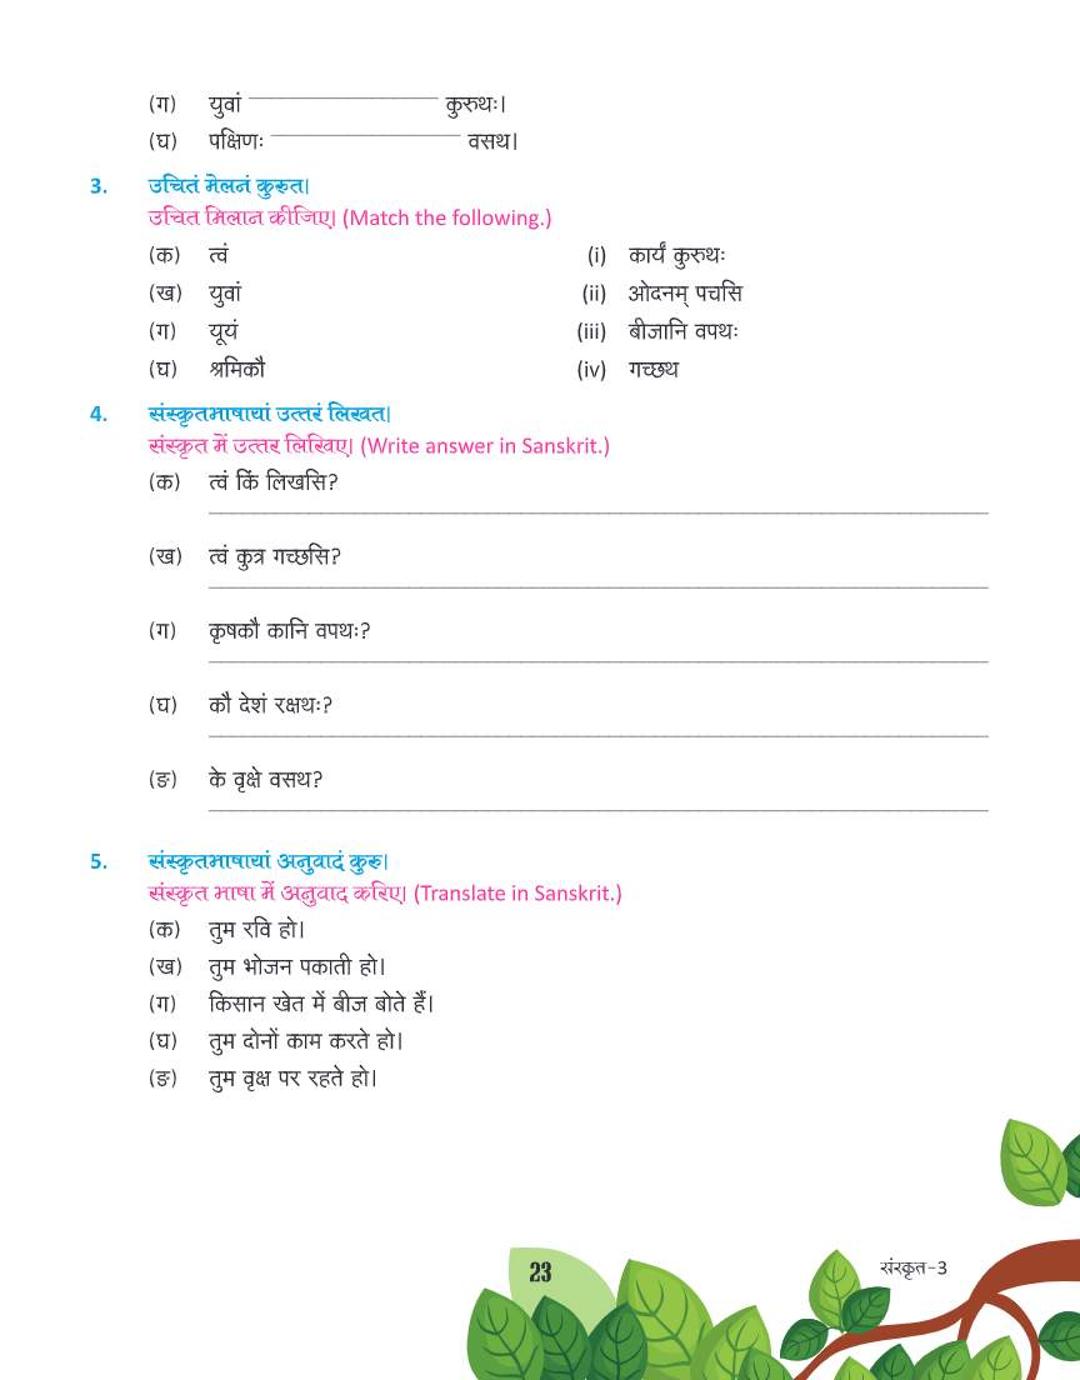 (ग) युवां ____________ कुरुथः।
(घ) पक्षिणः ____________ वसथ।
3. उचितं मेलनं कुरुत।
उचित मिलान कीजिए। (Match the following.)
(क) त्वं (i) कार्यं कुरुथः
(ख) युवां (ii) ओदनम् पचसि
(ग) यूयं (iii) बीजानि वपथः
(घ) श्रमिकौ (iv) गच्छथ
4. संस्कृतभाषायां उत्तरं लिखत।
संस्कृत में उत्तर लिखिए। (Write answer in Sanskrit.)
(क) त्वं किं लिखसि?
(ख) त्वं कुत्र गच्छसि?
(ग) कृषकौ कानि वपथः?
(घ) कौ देशं रक्षथः?
(ङ) के वृक्षे वसथ?
5. संस्कृतभाषायां अनुवादं कुरु।
संस्कृत भाषा में अनुवाद करिए। (Translate in Sanskrit.)
(क) तुम रवि हो।
(ख) तुम भोजन पकाती हो।
(ग) किसान खेत में बीज बोते हैं।
(घ) तुम दोनों काम करते हो।
(ङ) तुम वृक्ष पर रहते हो।
23
संस्कृत-3